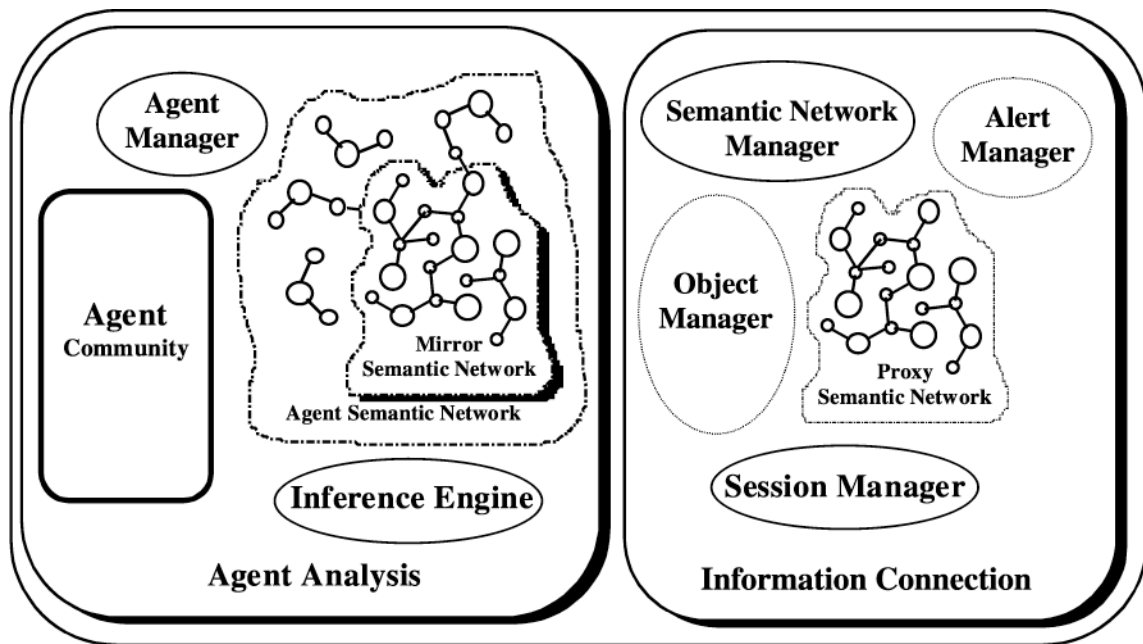 Agent
Manager
Agent
Community
Mirror
Semantic Network
Agent Semantic Network
Inference Engine
Agent Analysis
Semantic Network
Manager
Alert
Manager
Object
Manager
Proxy
Semantic Network
Session Manager
Information Connection